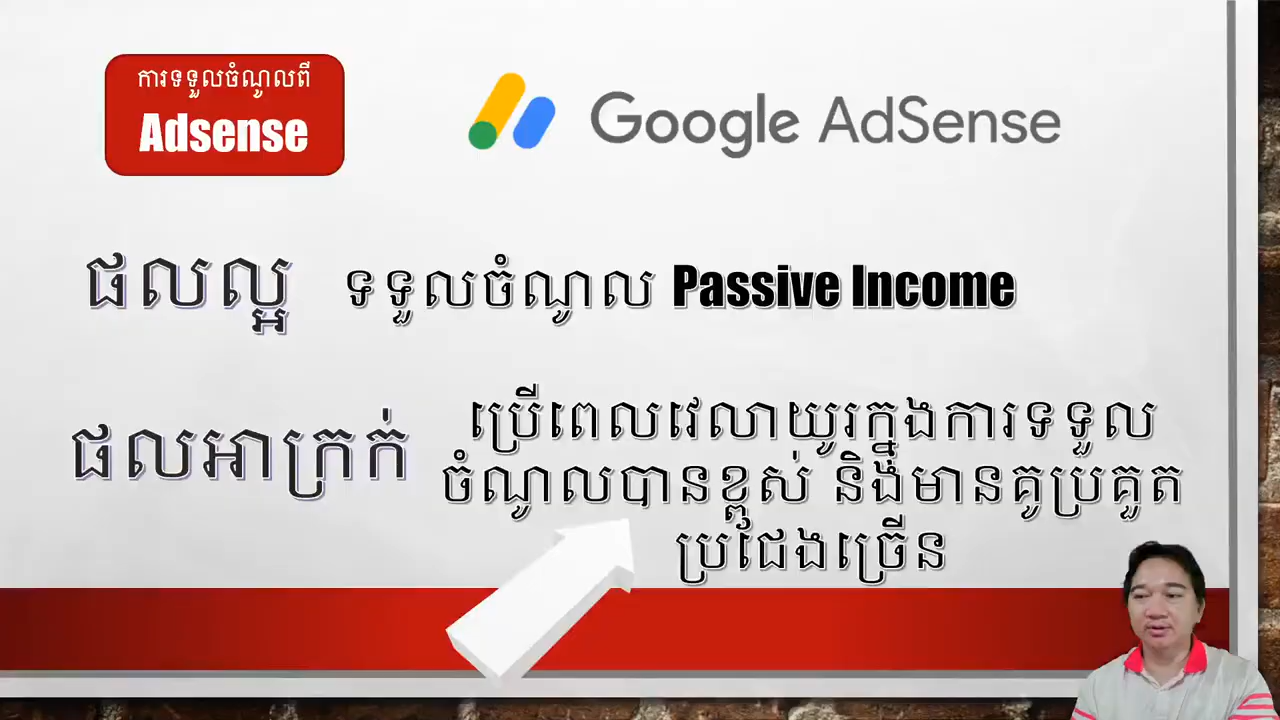 ការទទួលចំណូលពី
Adsense
Google AdSense
ផលល្អ
ទទួលចំណូល Passive Income
ផលអាក្រក់
ប្រើពេលវេលាយូរក្នុងការទទួល
ចំណូលបានខ្ពស់ និងមានគូប្រគួត
ប្រជែងច្រើន